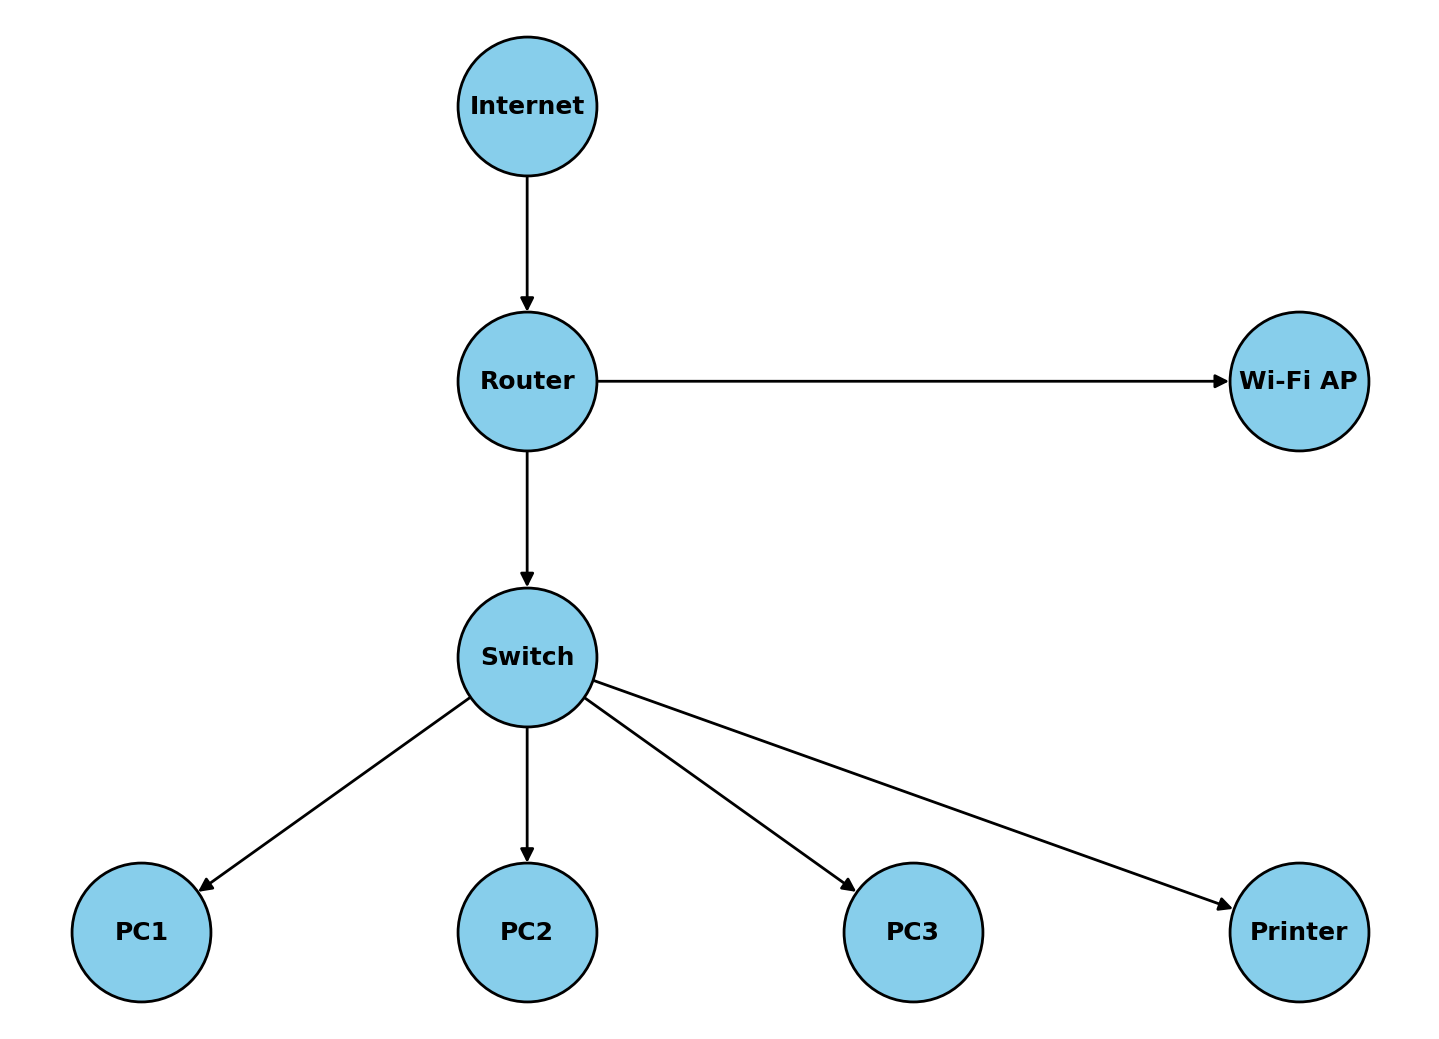 Internet
Router
Wi-Fi AP
Switch
PC1
PC2
PC3
Printer